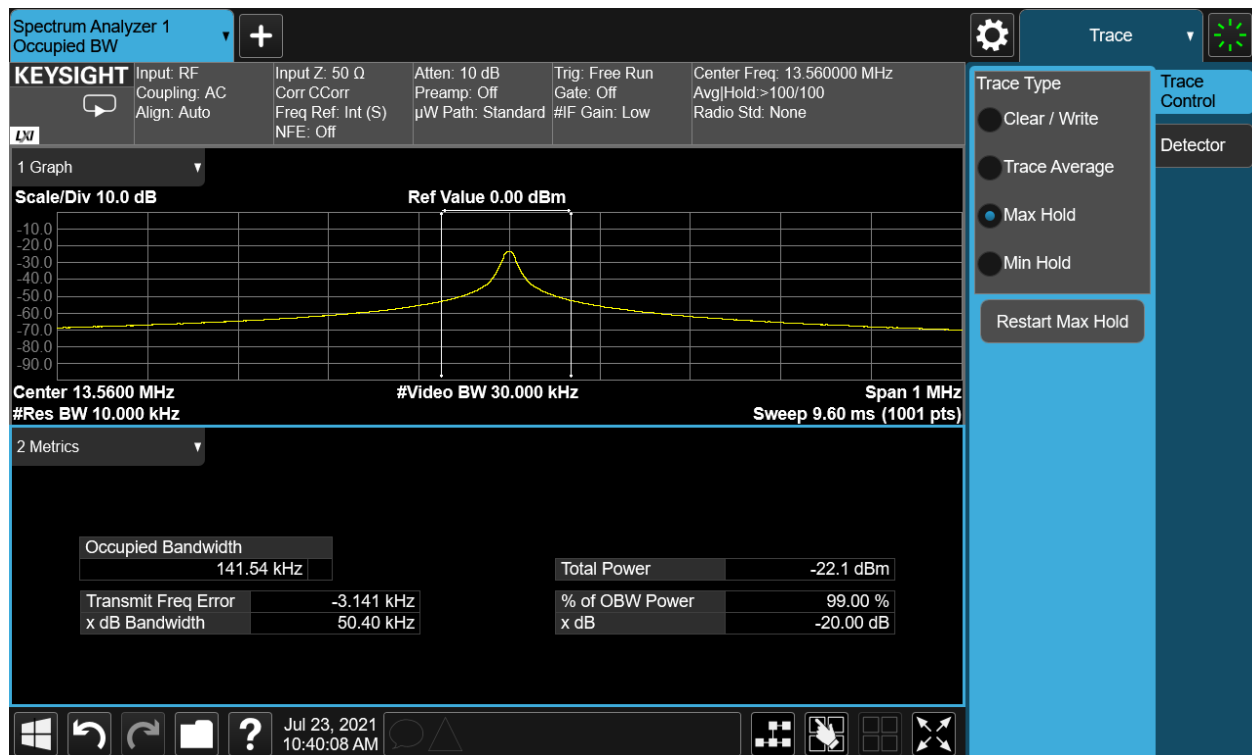 Spectrum Analyzer 1
Occupied BW
Trace
KEYSIGHT
LXI
Input: RF
Coupling: AC
Align: Auto
Input Z: 50 Ω
Corr CCorr
Freq Ref: Int (S)
NFE: Off
Atten: 10 dB
Preamp: Off
µW Path: Standard
Trig: Free Run
Gate: Off
#IF Gain: Low
Center Freq: 13.560000 MHz
Avg|Hold:>100/100
Radio Std: None
1 Graph
Scale/Div 10.0 dB
Ref Value 0.00 dBm
-10.0
-20.0
-30.0
-40.0
-50.0
-60.0
-70.0
-80.0
-90.0
Center 13.5600 MHz
#Video BW 30.000 kHz
Span 1 MHz
#Res BW 10.000 kHz
Sweep 9.60 ms (1001 pts)
2 Metrics
Occupied Bandwidth
141.54 kHz
Total Power -22.1 dBm
Transmit Freq Error -3.141 kHz
% of OBW Power 99.00 %
x dB Bandwidth 50.40 kHz
x dB -20.00 dB
Jul 23, 2021
10:40:08 AM
Trace Type
Clear / Write
Trace Average
Max Hold
Min Hold
Restart Max Hold
Trace
Control
Detector